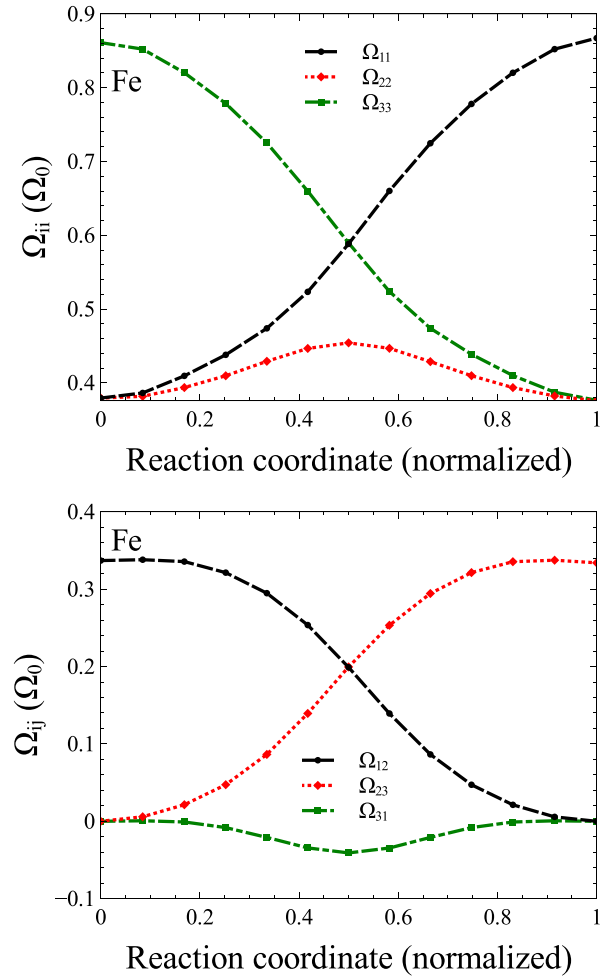 0.9
0.8
0.7
0.6
0.5
0.4
Ωᵢᵢ (Ω₀)
Fe
Ω₁₁
Ω₂₂
Ω₃₃
0 0.2 0.4 0.6 0.8 1
Reaction coordinate (normalized)
0.4
0.3
0.2
0.1
0
−0.1
Ωᵢⱼ (Ω₀)
Fe
Ω₁₂
Ω₂₃
Ω₃₁
0 0.2 0.4 0.6 0.8 1
Reaction coordinate (normalized)